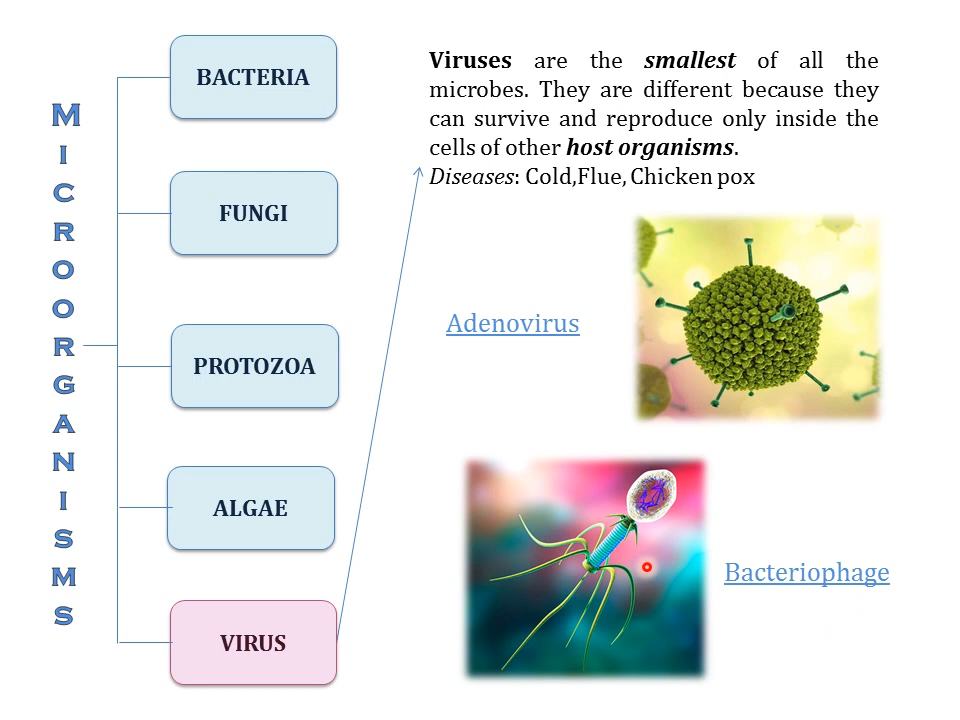 MICROORGANISMS
BACTERIA
FUNGI
PROTOZOA
ALGAE
VIRUS
Viruses are the smallest of all the
microbes. They are different because they
can survive and reproduce only inside the
cells of other host organisms.
Diseases: Cold,Flue, Chicken pox
Adenovirus
Bacteriophage